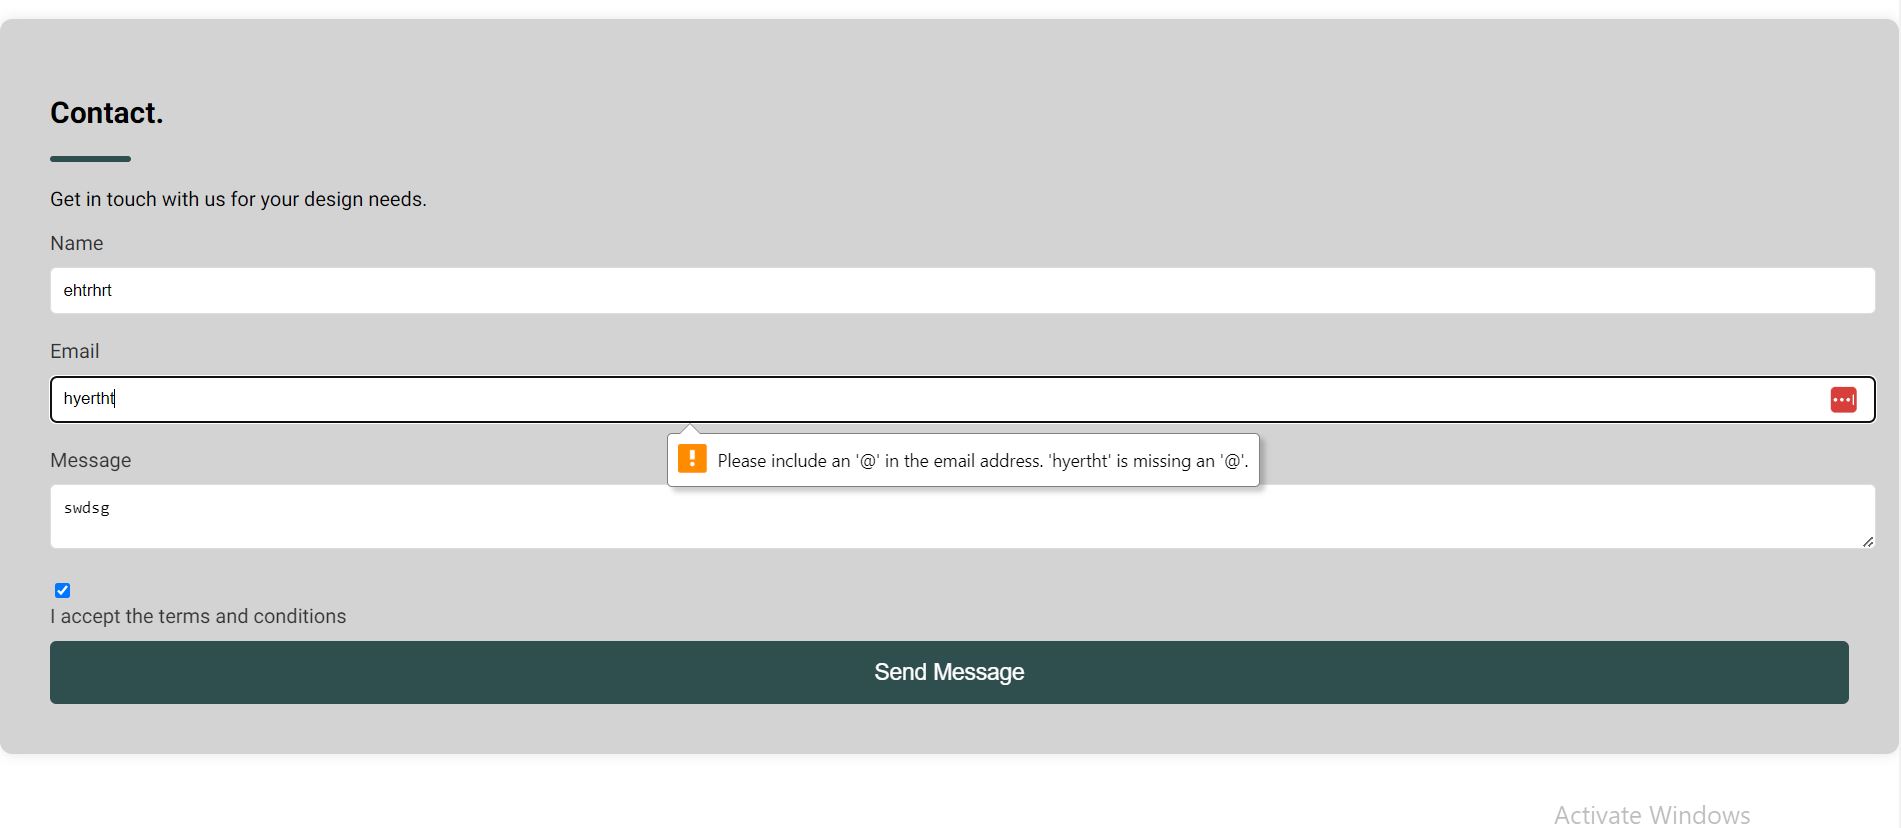 Contact.
Get in touch with us for your design needs.
Name
ehtrhrt
Email
hyertht
Please include an '@' in the email address. 'hyertht' is missing an '@'.
Message
swdsg
I accept the terms and conditions
Send Message
Activate Windows